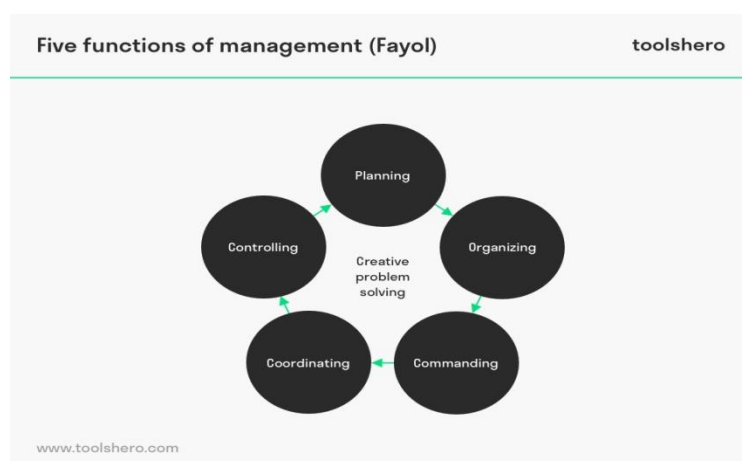 Five functions of management (Fayol)
toolshero
Planning
Controlling
Organizing
Creative
problem
solving
Coordinating
Commanding
www.toolshero.com